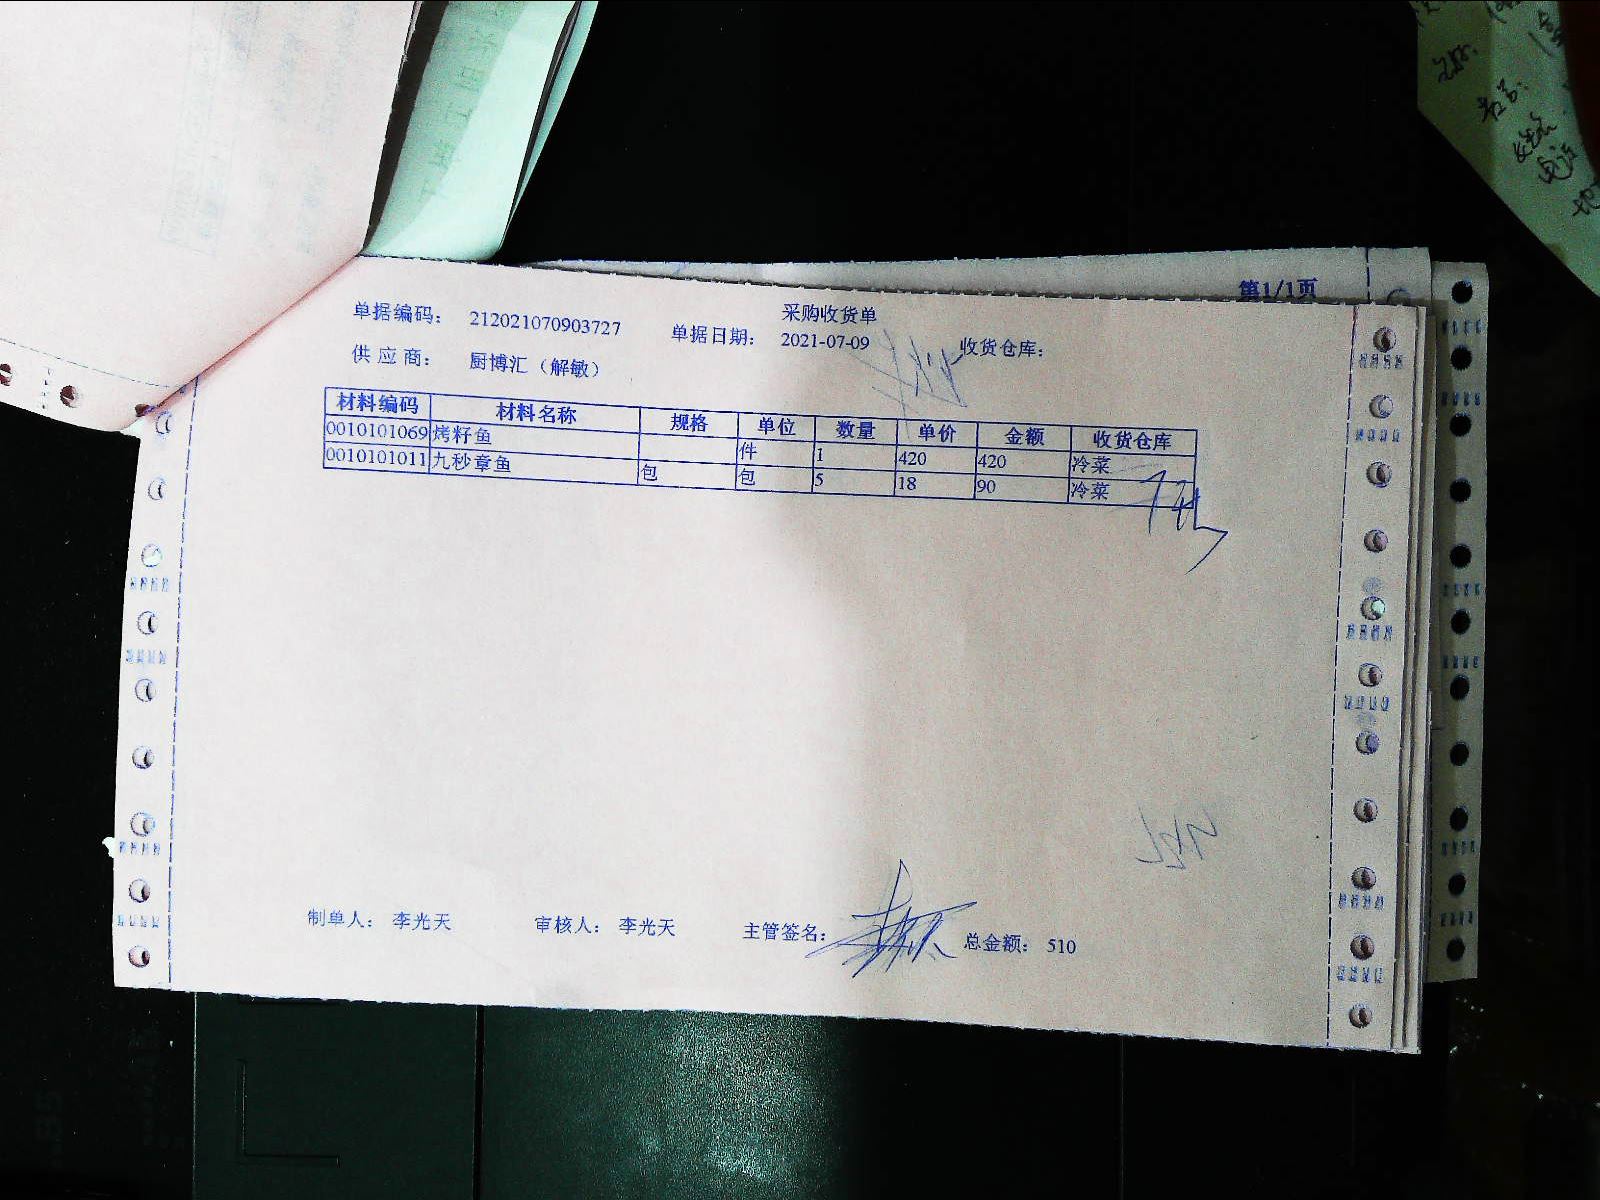 第1/1页
采购收货单
单据编码: 212021070903727 单据日期: 2021-07-09 收货仓库:
供应商: 厨博汇（解敏）
材料编码 材料名称 规格 单位 数量 单价 金额 收货仓库
0010101069 烤籽鱼 件 1 420 420 冷菜
0010101011 九秒章鱼 包 包 5 18 90 冷菜
制单人: 李光天 审核人: 李光天 主管签名: 总金额: 510